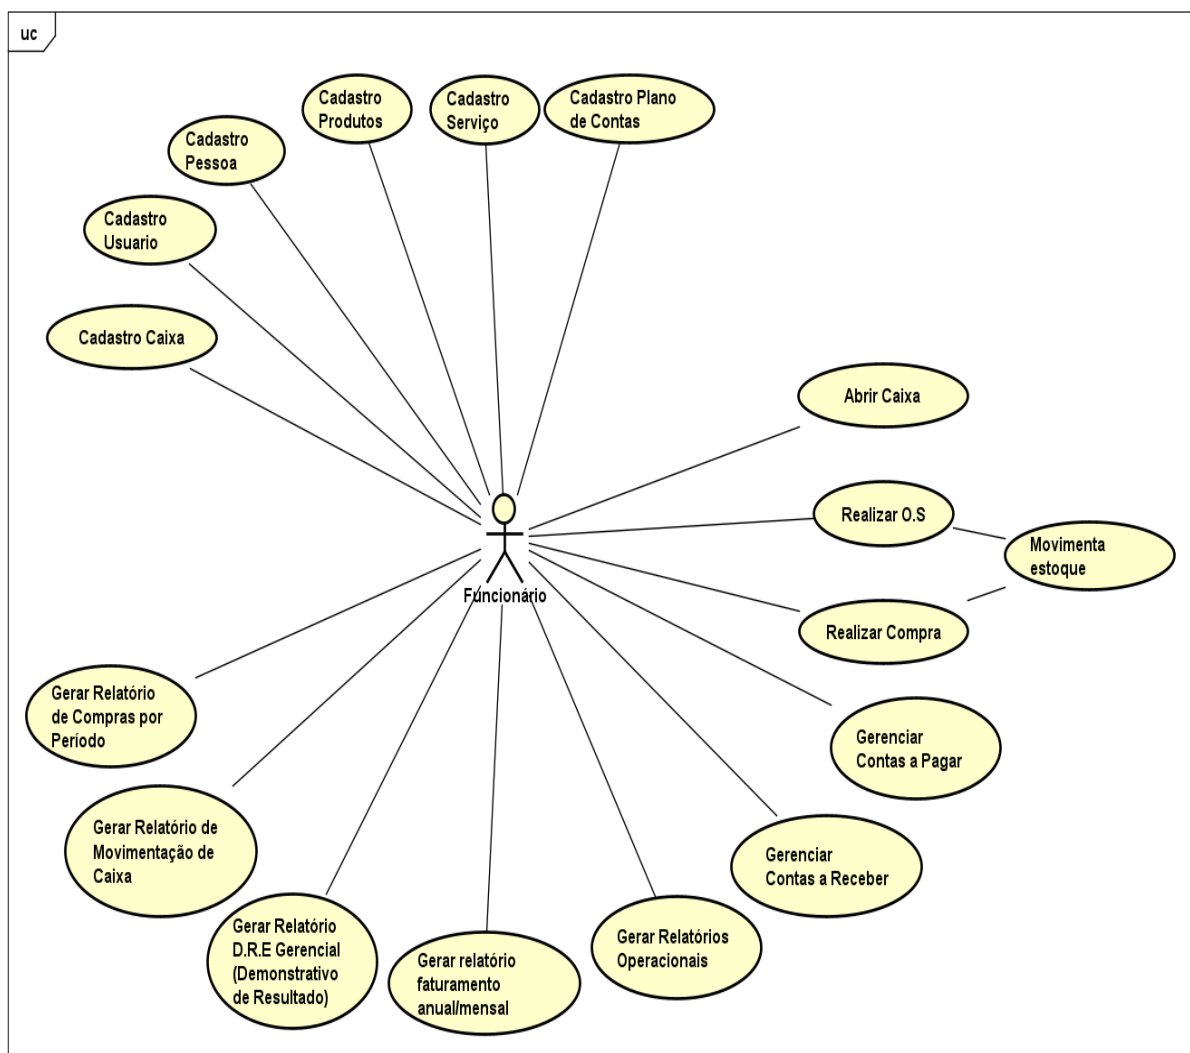 uc
Cadastro
Produtos
Cadastro
Serviço
Cadastro Plano
de Contas
Cadastro
Pessoa
Cadastro
Usuario
Cadastro Caixa
Abrir Caixa
Realizar O.S
Movimenta
estoque
Funcionário
Realizar Compra
Gerar Relatório
de Compras por
Período
Gerenciar
Contas a Pagar
Gerar Relatório de
Movimentação de
Caixa
Gerenciar
Contas a Receber
Gerar Relatório
D.R.E Gerencial
(Demonstrativo
de Resultado)
Gerar relatório
faturamento
anual/mensal
Gerar Relatórios
Operacionais